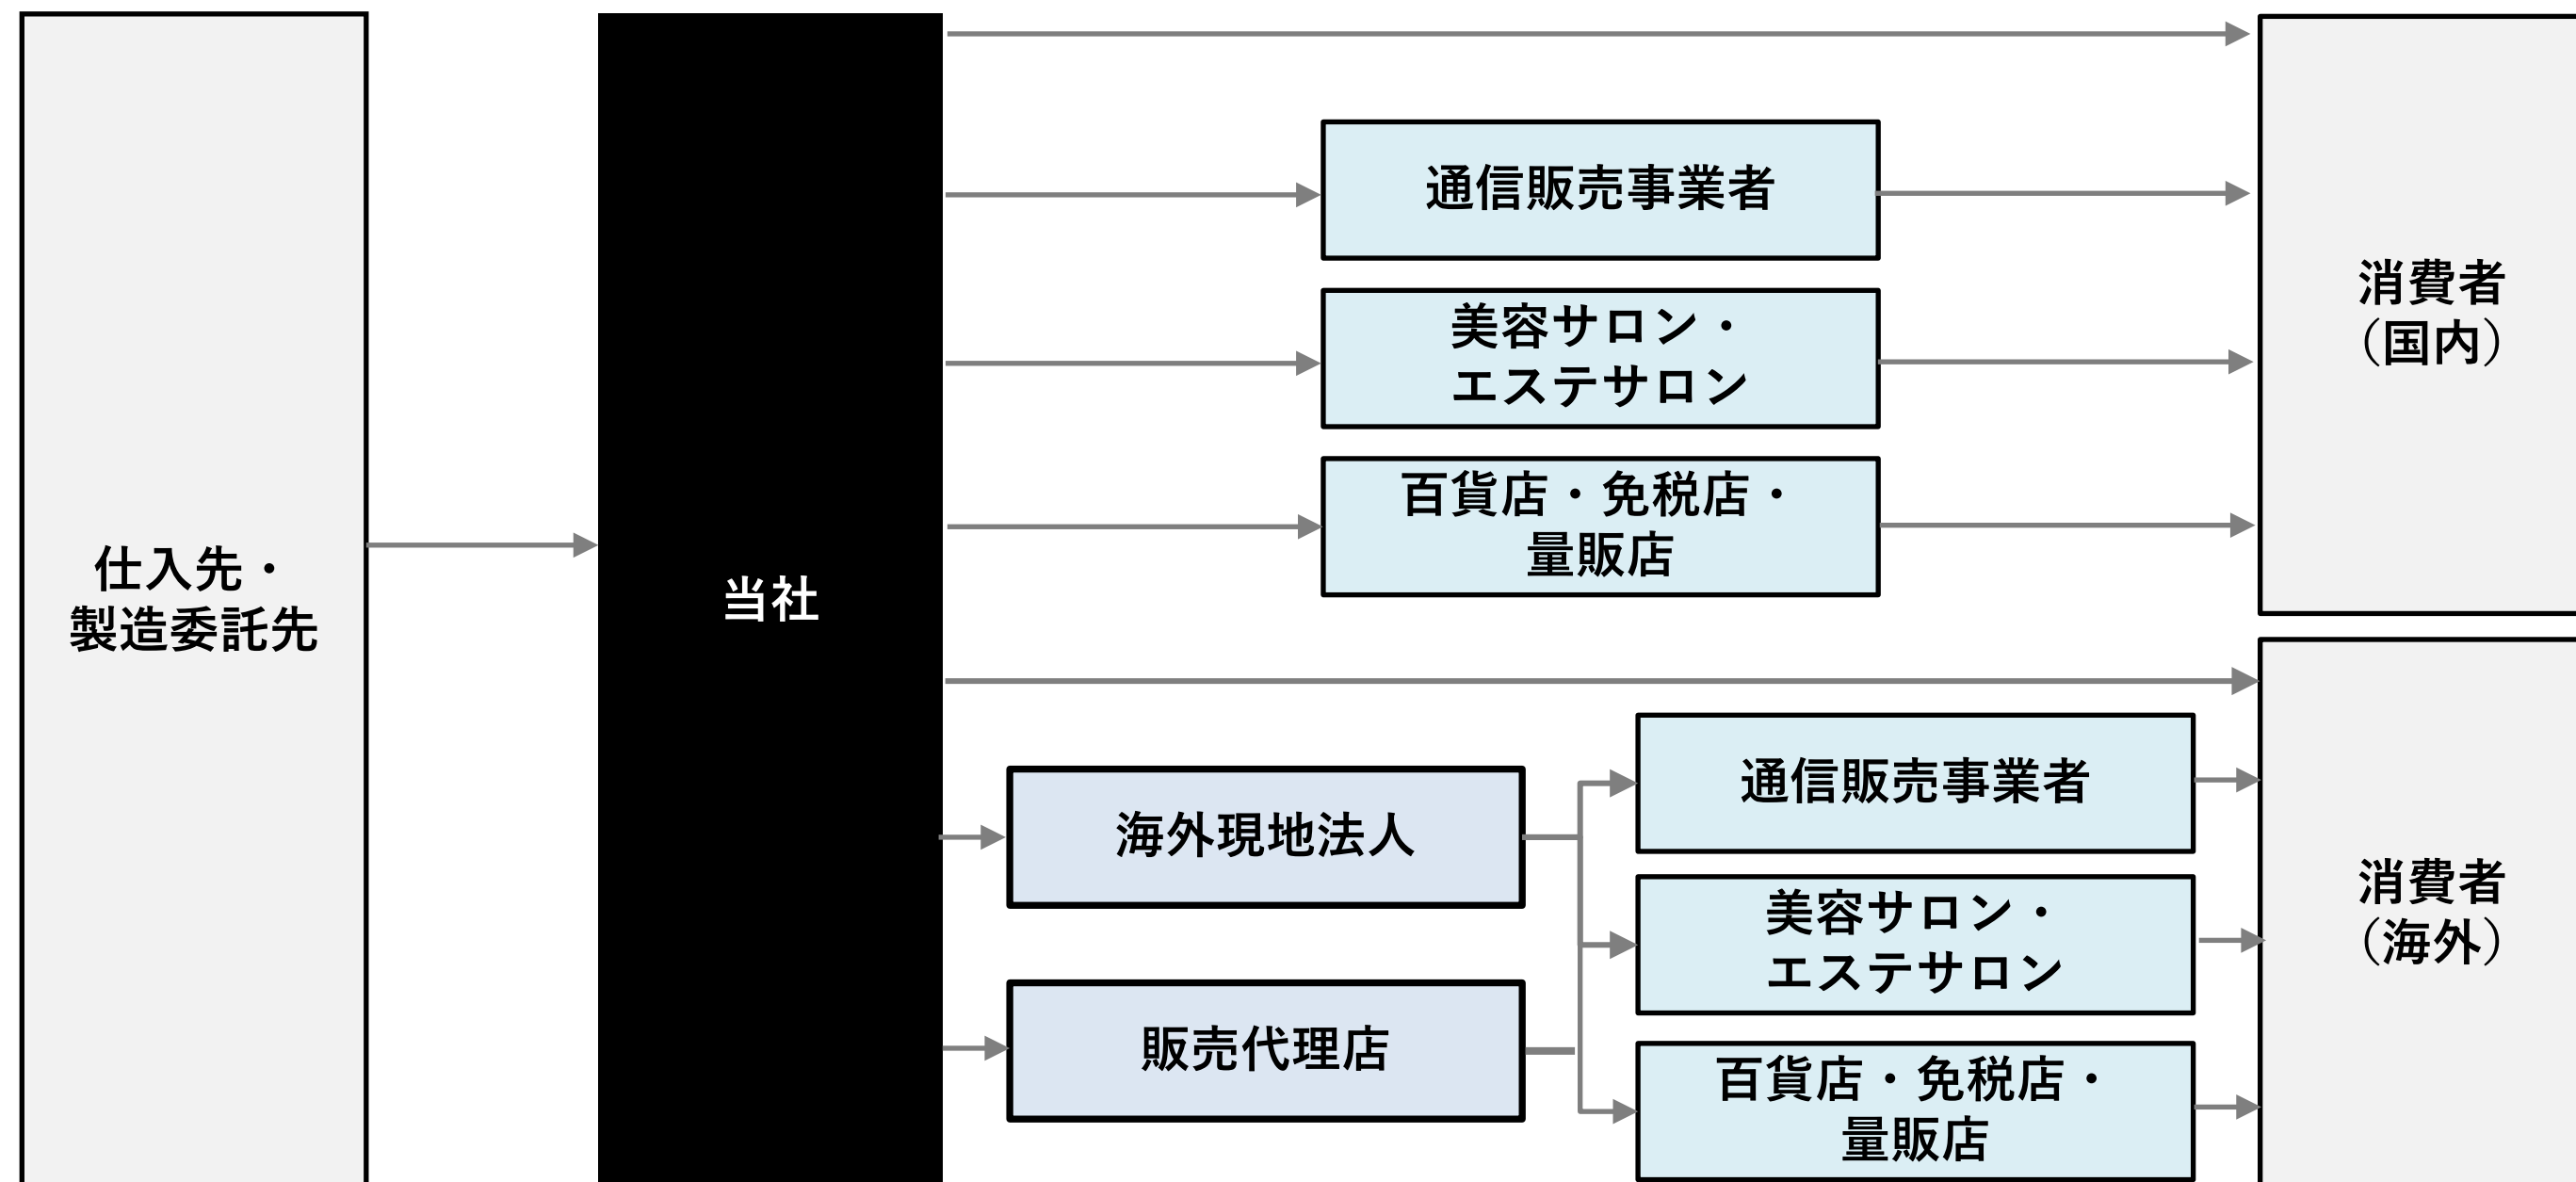 仕入先・
製造委託先
当社
通信販売事業者
美容サロン・
エステサロン
百貨店・免税店・
量販店
消費者
（国内）
海外現地法人
販売代理店
通信販売事業者
美容サロン・
エステサロン
百貨店・免税店・
量販店
消費者
（海外）